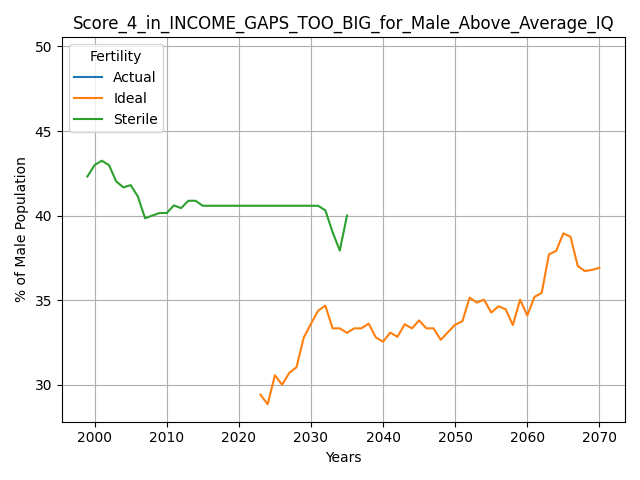 Score_4_in_INCOME_GAPS_TOO_BIG_for_Male_Above_Average_IQ
Fertility
Actual
Ideal
Sterile
% of Male Population
50
45
40
35
30
2000 2010 2020 2030 2040 2050 2060 2070
Years